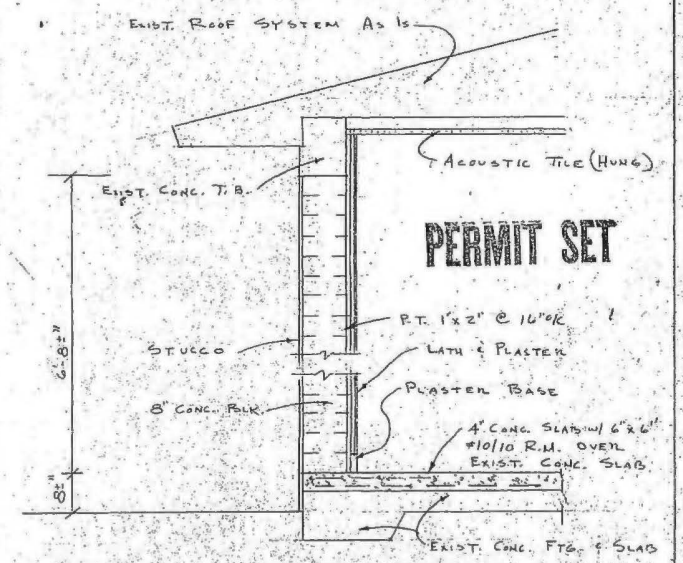 EXIST. ROOF SYSTEM AS IS
ACOUSTIC TILE (HUNG)
EXIST. CONC. T.B.
PERMIT SET
6'-8±"
P.T. 1"x2" @ 16" O/C
STUCCO
LATH & PLASTER
PLASTER BASE
8" CONC. BLK.
4" CONC. SLAB W/ 6"x6"
#10/10 R.M. OVER
EXIST. CONC. SLAB
8±"
EXIST. CONC. FTG. & SLAB